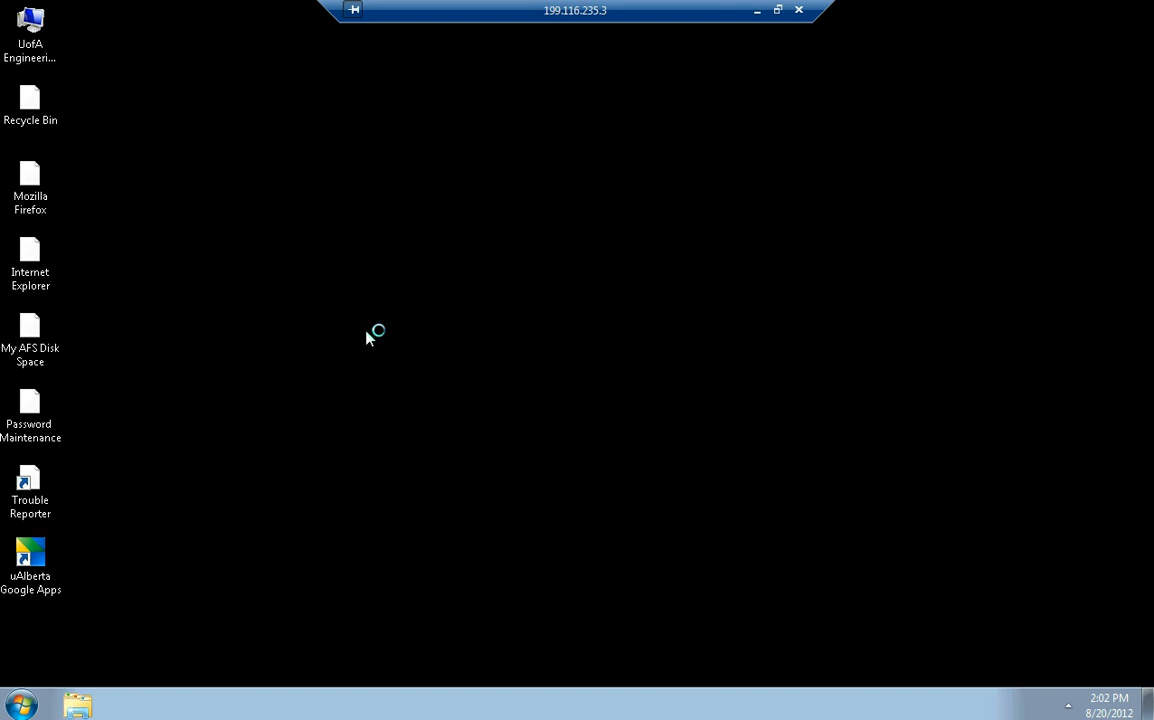 199.116.235.3
UofA
Engineeri...
Recycle Bin
Mozilla
Firefox
Internet
Explorer
My AFS Disk
Space
Password
Maintenance
Trouble
Reporter
uAlberta
Google Apps
2:02 PM
8/20/2012